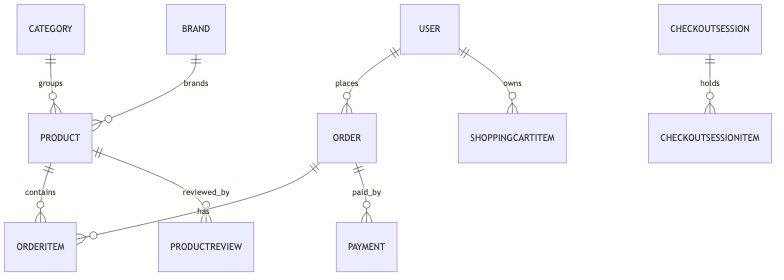 CATEGORY
BRAND
USER
CHECKOUTSESSION
groups
brands
places
owns
holds
PRODUCT
ORDER
SHOPPINGCARTITEM
CHECKOUTSESSIONITEM
contains
reviewed_by
paid_by
has
ORDERITEM
PRODUCTREVIEW
PAYMENT